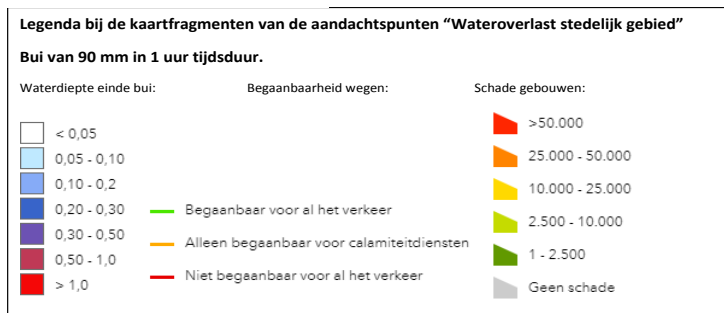 Legenda bij de kaartfragmenten van de aandachtspunten “Wateroverlast stedelijk gebied”
Bui van 90 mm in 1 uur tijdsduur.
Waterdiepte einde bui:
< 0,05
0,05 - 0,10
0,10 - 0,2
0,20 - 0,30
0,30 - 0,50
0,50 - 1,0
> 1,0
Begaanbaarheid wegen:
Begaanbaar voor al het verkeer
Alleen begaanbaar voor calamiteitdiensten
Niet begaanbaar voor al het verkeer
Schade gebouwen:
>50.000
25.000 - 50.000
10.000 - 25.000
2.500 - 10.000
1 - 2.500
Geen schade